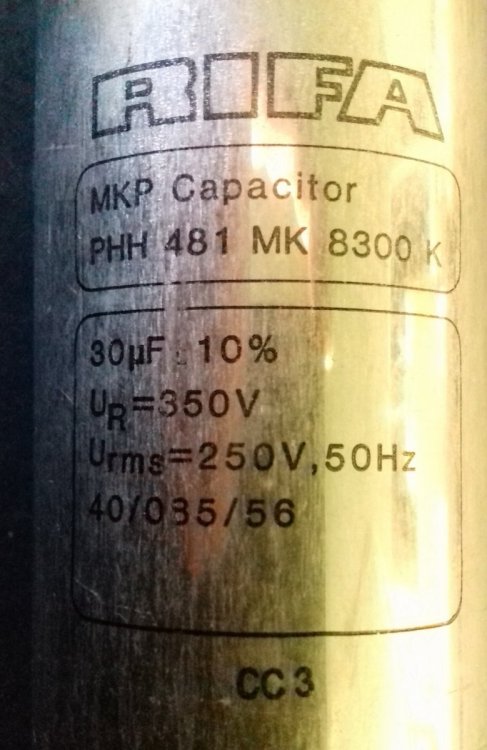 RIFA
MKP Capacitor
PHH 481 MK 8300 K
30µF ± 10%
UR=350V
Urms=250V,50Hz
40/085/56
CC3